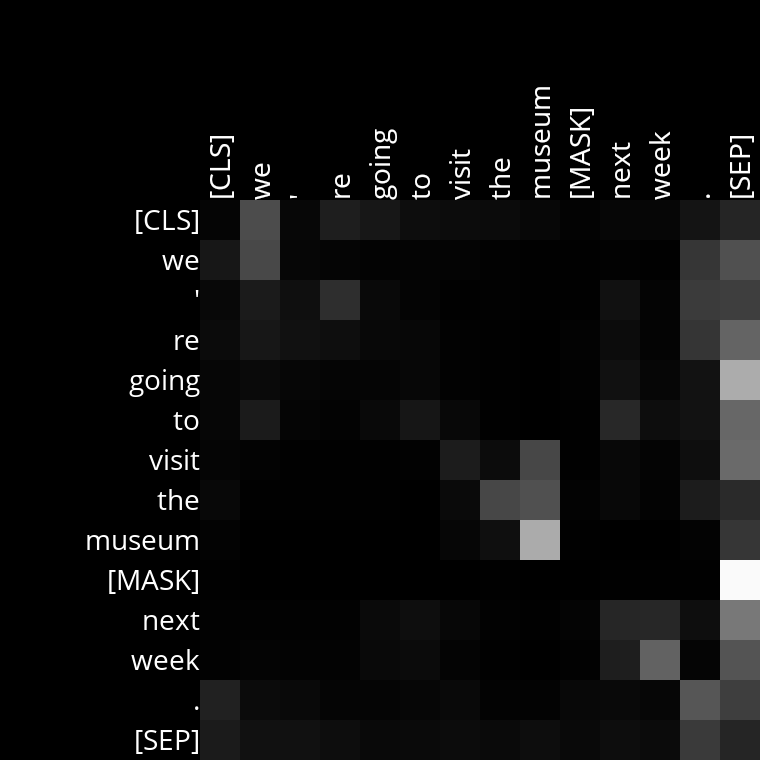 [CLS] we ' re going to visit the museum [MASK] next week . [SEP]
[CLS]
we
'
re
going
to
visit
the
museum
[MASK]
next
week
.
[SEP]